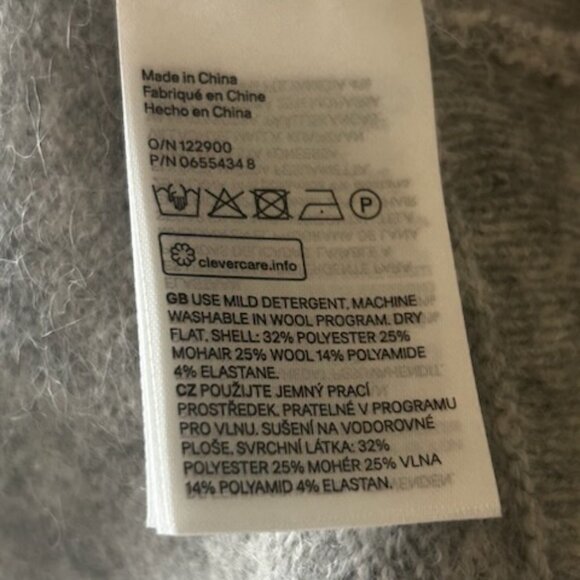 Made in China
Fabriqué en Chine
Hecho en China
O/N 122900
P/N 0655434 8
P
clevercare.info
GB USE MILD DETERGENT. MACHINE
WASHABLE IN WOOL PROGRAM. DRY
FLAT. SHELL: 32% POLYESTER 25%
MOHAIR 25% WOOL 14% POLYAMIDE
4% ELASTANE.
CZ POUŽIJTE JEMNÝ PRACÍ
PROSTŘEDEK. PRATELNÉ V PROGRAMU
PRO VLNU. SUŠENÍ NA VODOROVNÉ
PLOŠE. SVRCHNÍ LÁTKA: 32%
POLYESTER 25% MOHÉR 25% VLNA
14% POLYAMID 4% ELASTAN.